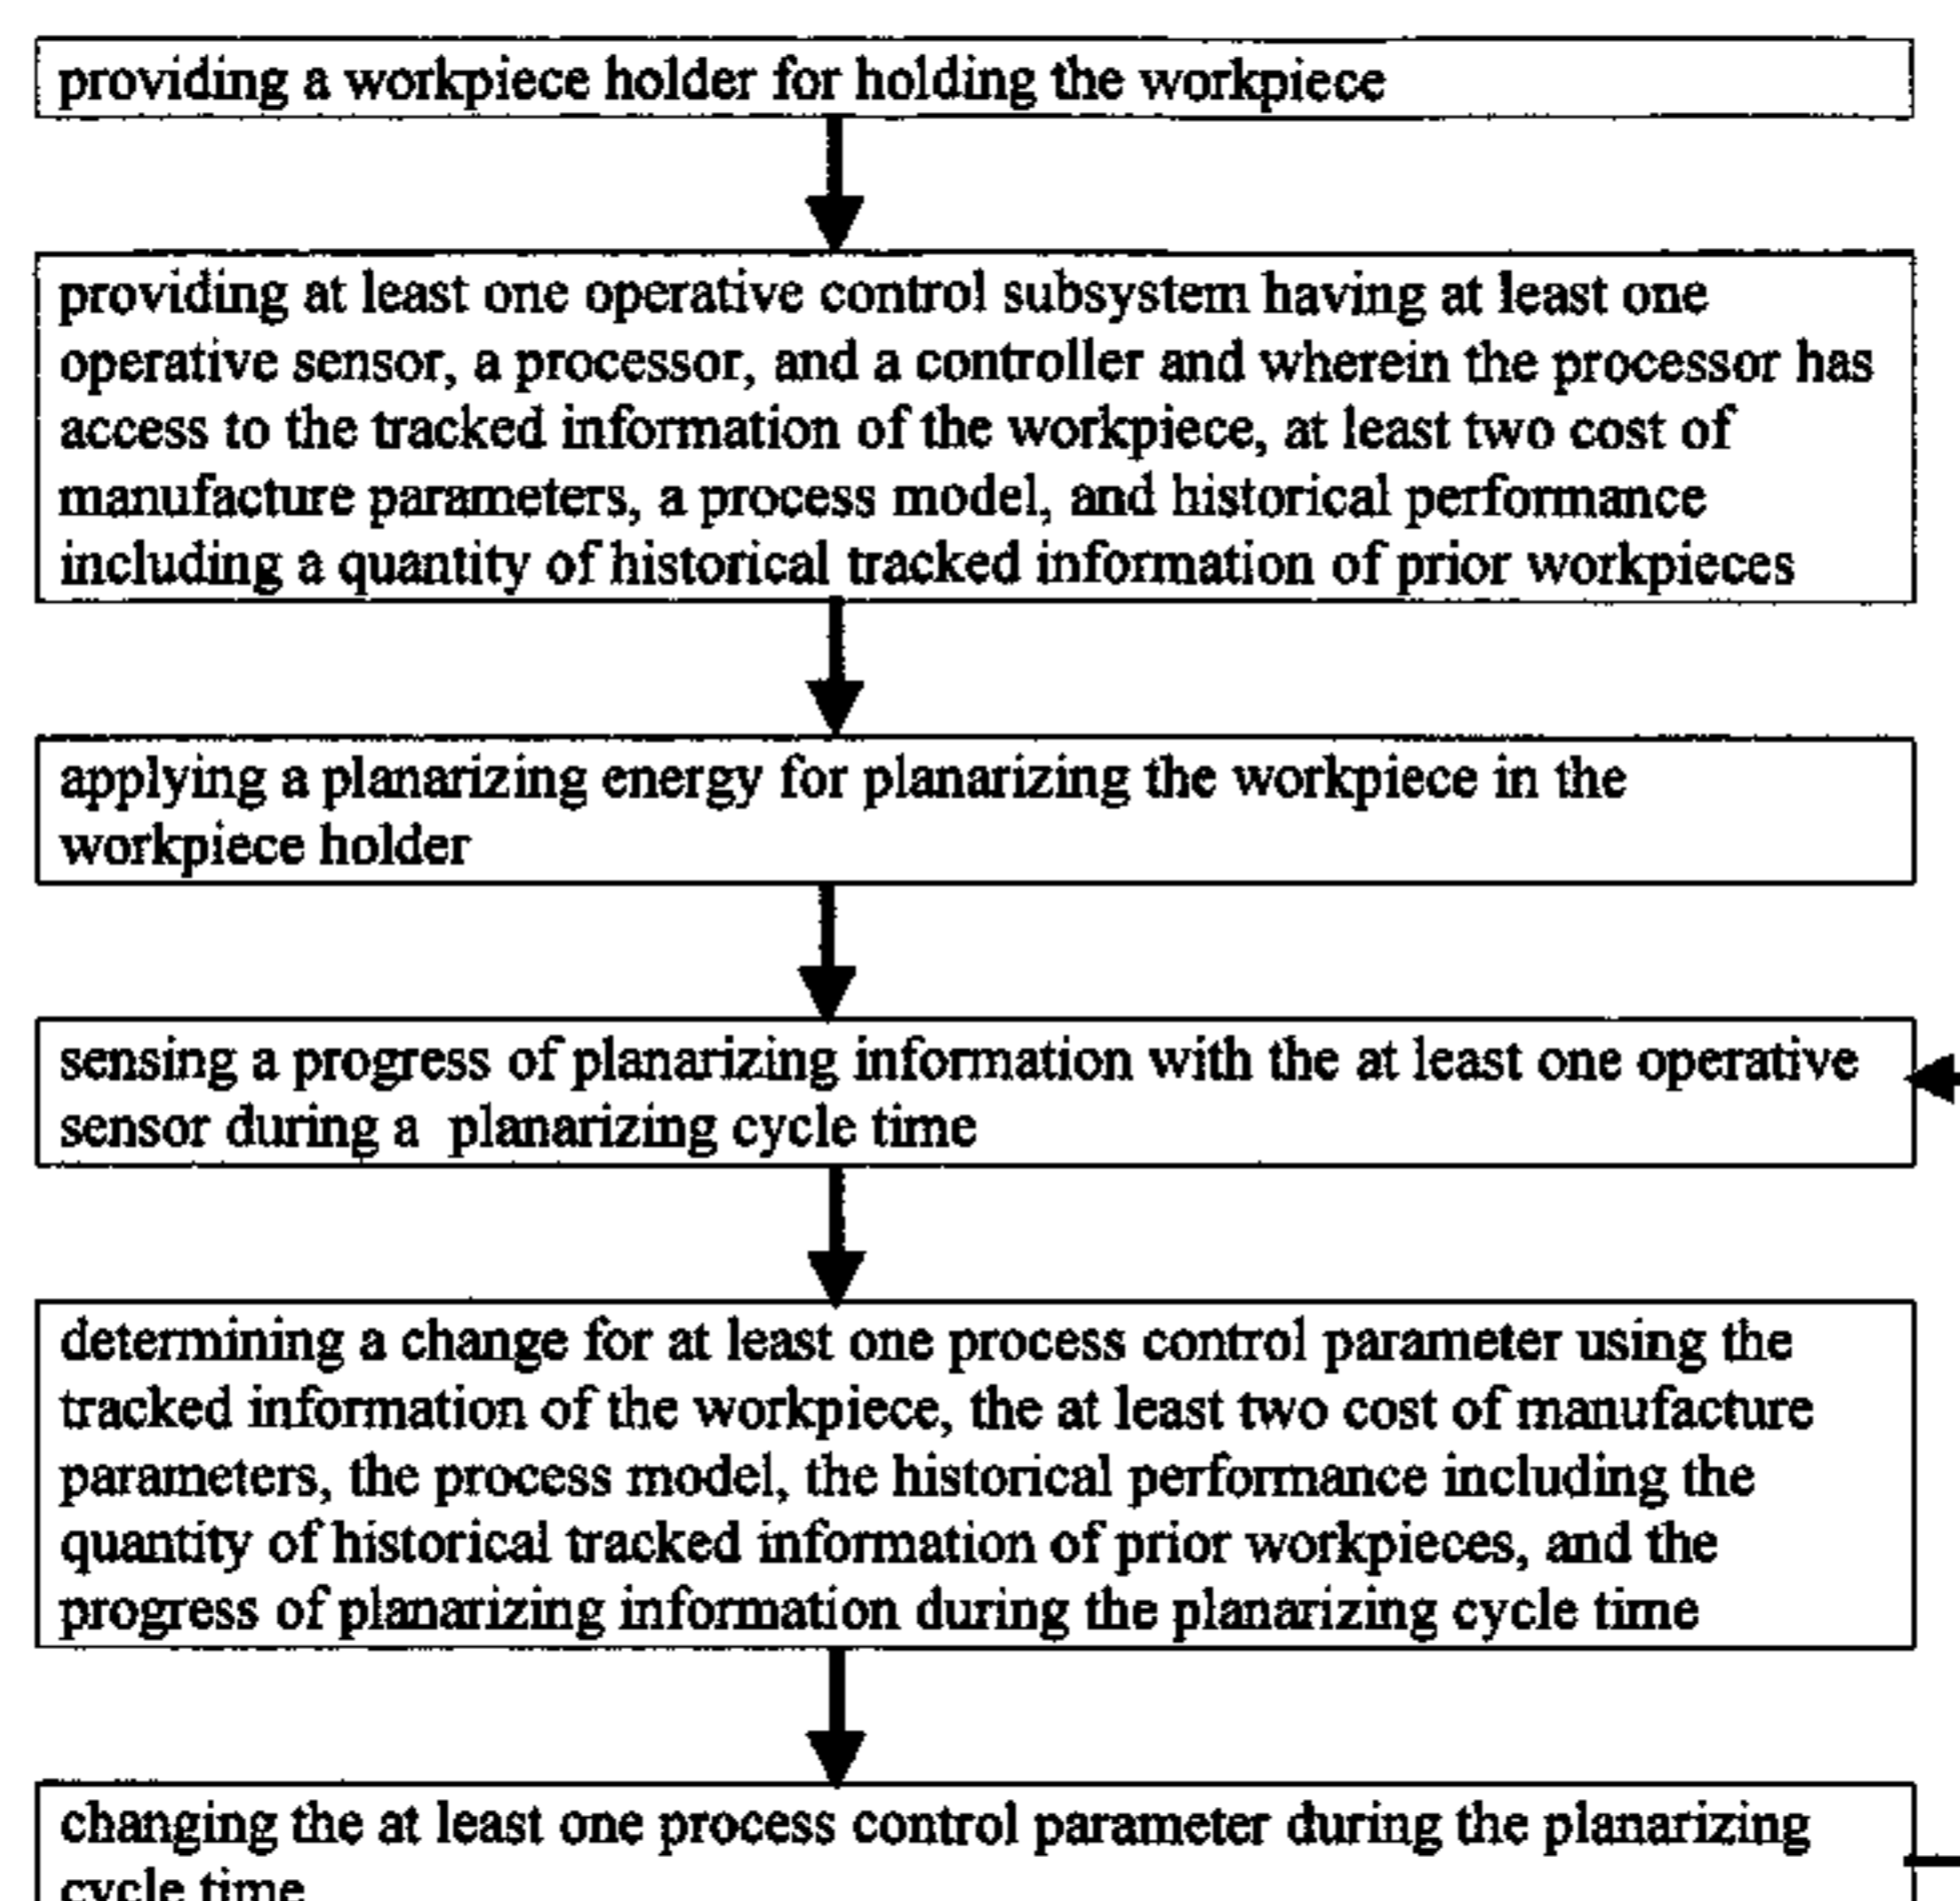 providing a workpiece holder for holding the workpiece
providing at least one operative control subsystem having at least one
operative sensor, a processor, and a controller and wherein the processor has
access to the tracked information of the workpiece, at least two cost of
manufacture parameters, a process model, and historical performance
including a quantity of historical tracked information of prior workpieces
applying a planarizing energy for planarizing the workpiece in the
workpiece holder
sensing a progress of planarizing information with the at least one operative
sensor during a planarizing cycle time
determining a change for at least one process control parameter using the
tracked information of the workpiece, the at least two cost of manufacture
parameters, the process model, the historical performance including the
quantity of historical tracked information of prior workpieces, and the
progress of planarizing information during the planarizing cycle time
changing the at least one process control parameter during the planarizing
cycle time